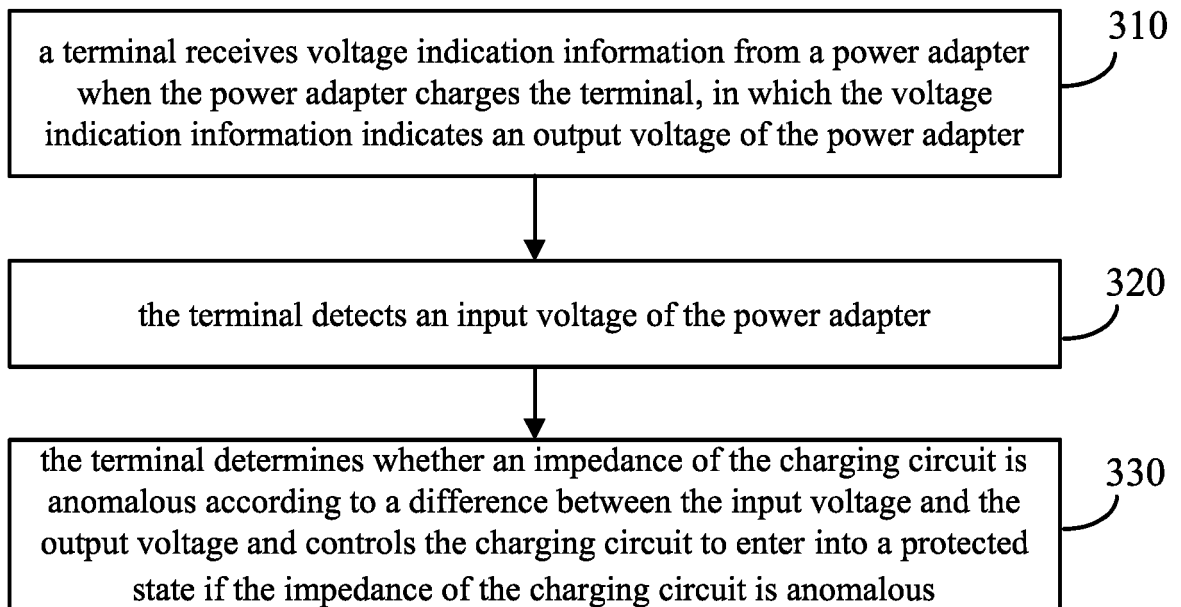 310
a terminal receives voltage indication information from a power adapter
when the power adapter charges the terminal, in which the voltage
indication information indicates an output voltage of the power adapter
320
the terminal detects an input voltage of the power adapter
330
the terminal determines whether an impedance of the charging circuit is
anomalous according to a difference between the input voltage and the
output voltage and controls the charging circuit to enter into a protected
state if the impedance of the charging circuit is anomalous